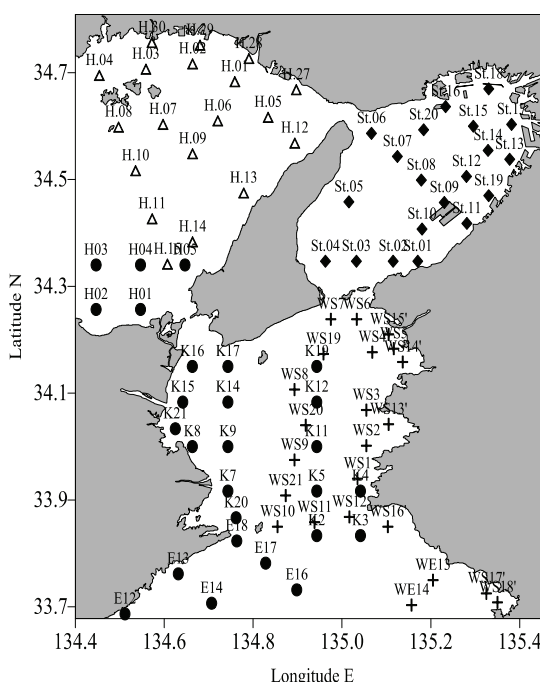 H.30
H.29
H.04
H.03
H.28
St.18
34.7
H.01
H.27
St.16
H.08
H.07
H.06
H.05
St.06
St.20
St.15
H.09
H.12
St.07
St.14
St.13
H.10
St.08
St.12
34.5
H.13
St.05
St.09
St.19
H.11
St.10
St.11
H.14
H03
H04
H.15
H05
St.04
St.03
St.02
St.01
34.3
H02
H01
WS7
WS6
WS15'
WS5
K16
K17
WS19
K19
WS4
WS14'
34.1
K15
K14
WS8
K12
WS3
WS13'
K21
K8
K9
WS20
K11
WS2
WS9
WS1
33.9
K7
WS21
K5
K4
K20
WS10
WS11
WS12
WS16
E18
K2
K3
E17
E13
E16
WE13
WS17'
33.7
E12
E14
WE14
WS18'
134.4
134.6
134.8
135.0
135.2
135.4
Longitude E
Latitude N